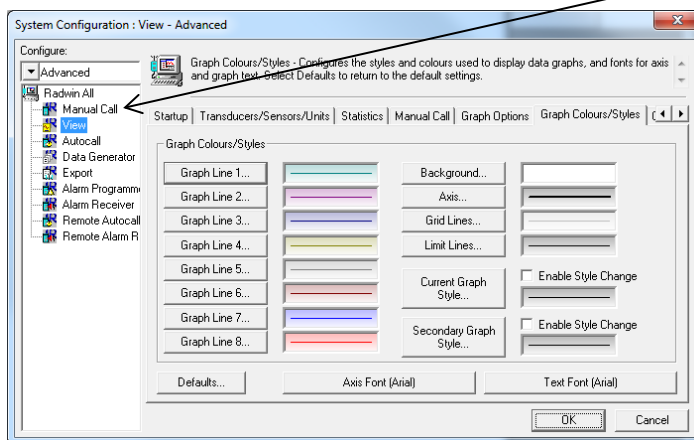 System Configuration : View - Advanced
Configure:
Advanced
Radwin All
Manual Call
View
Autocall
Data Generator
Export
Alarm Programm
Alarm Receiver
Remote Autocall
Remote Alarm R
Graph Colours/Styles - Configures the styles and colours used to display data graphs, and fonts for axis
and graph text. Select Defaults to return to the default settings.
Startup Transducers/Sensors/Units Statistics Manual Call Graph Options Graph Colours/Styles
Graph Colours/Styles
Graph Line 1... Background...
Graph Line 2... Axis...
Graph Line 3... Grid Lines...
Graph Line 4... Limit Lines...
Graph Line 5...
Graph Line 6...
Graph Line 7...
Graph Line 8...
Current Graph
Style...
Enable Style Change
Secondary Graph
Style...
Enable Style Change
Defaults... Axis Font (Arial) Text Font (Arial)
OK Cancel